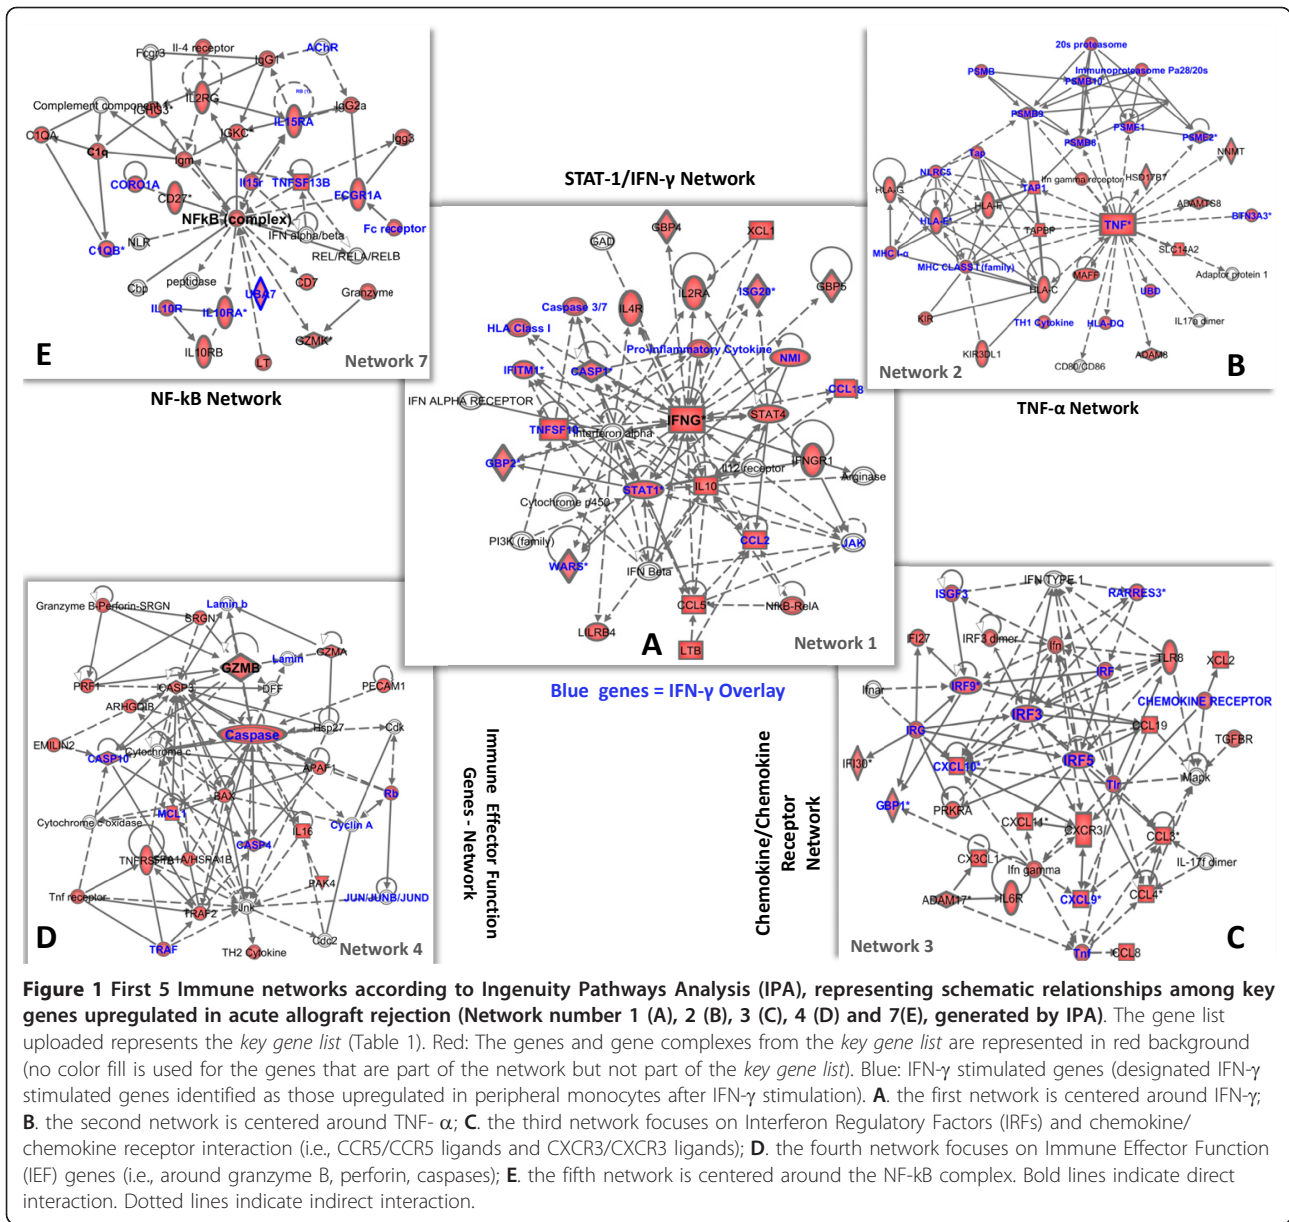 Fcgr3
Il-4 receptor
AChR
IgG1
RB (1)
Complement component 1
IGHG3*
IL2RG
IL15RA
IgG2a
C1QA
IGKC
Igg3
C1q
Igm
CORO1A
CD27*
Il15r
TNFSF13B
FCGR1A
NFkB (complex)
Fc receptor
C1QB*
NLR
IFN alpha/beta
REL/RELA/RELB
Cbp
peptidase
UBA7
CD7
Granzyme
IL10R
IL10RA*
IL10RB
LT
GZMK*
E
Network 7
NF-kB Network
STAT-1/IFN-γ Network
GBP4
XCL1
GAD
IL2RA
ISG20*
GBP5
Caspase 3/7
IL4R
HLA Class I
Pro-inflammatory Cytokine
NMI
IFITM1*
CASP1*
CCL18
IFN ALPHA RECEPTOR
TNFSF10
Interferon alpha
IFNG*
STAT4
IFNGR1
GBP2*
Il12 receptor
Arginase
STAT1*
IL10
Cytochrome p450
PI3K (family)
CCL2
JAK
WARS*
IFN Beta
CCL5*
NfkB-RelA
LILRB4
LTB
A
Network 1
Blue genes = IFN-γ Overlay
20s proteasome
PSMB
Immunoproteasome Pa28/20s
PSMB10
PSMB9
PSME1
PSMB8
PSME2*
NNMT
Tap
NLRC5
Ifn gamma receptor
HSD17B7
HLA-G
TAP1
HLA-F
ADAMTS8
HLA-E*
TNF*
BTN3A3*
TAPBP
MHC I-α
SLC14A2
MHC CLASS I (family)
MAFF
Adaptor protein 1
HLA-C
UBD
KIR
TH1 Cytokine
HLA-DQ
IL17a dimer
KIR3DL1
CD80/CD86
ADAM8
Network 2
B
TNF-α Network
Granzyme B-Perforin-SRGN
Lamin b
SRGN*
GZMB
Lamin
GZMA
PRF1
CASP3
DFF
PECAM1
ARHGDIB
Hsp27
Cdk
EMILIN2
Caspase
CASP10*
Cytochrome c
APAF1
BAX
Rb
MCL1
Cytochrome c oxidase
IL16
Cyclin A
CASP4
HSPA1A/HSPA1B
PAK4
Tnf receptor
JUN/JUNB/JUND
TRAF2
Jnk
Cdc2
TRAF
TH2 Cytokine
D
Network 4
Immune Effector Function
Genes - Network
Chemokine/Chemokine
Receptor
Network
IFN TYPE 1
ISGF3
RARRES3*
IFI27
IRF3 dimer
Ifn
TLR8
XCL2
Ifnar
IRF9*
IRF
CHEMOKINE RECEPTOR
IRF3
IRG
CCL19
TGFBR
IFI30*
CXCL10*
IRF5
Mapk
GBP1*
PRKRA
Tlr
CXCL11*
CXCR3
CCL3*
CX3CL1
IL-17f dimer
Ifn gamma
ADAM17*
IL6R
CXCL9*
CCL4*
Tnf
CCL8
Network 3
C
Figure 1 First 5 Immune networks according to Ingenuity Pathways Analysis (IPA), representing schematic relationships among key
genes upregulated in acute allograft rejection (Network number 1 (A), 2 (B), 3 (C), 4 (D) and 7(E), generated by IPA). The gene list
uploaded represents the key gene list (Table 1). Red: The genes and gene complexes from the key gene list are represented in red background
(no color fill is used for the genes that are part of the network but not part of the key gene list). Blue: IFN-γ stimulated genes (designated IFN-γ
stimulated genes identified as those upregulated in peripheral monocytes after IFN-γ stimulation). A. the first network is centered around IFN-γ;
B. the second network is centered around TNF- α; C. the third network focuses on Interferon Regulatory Factors (IRFs) and chemokine/
chemokine receptor interaction (i.e., CCR5/CCR5 ligands and CXCR3/CXCR3 ligands); D. the fourth network focuses on Immune Effector Function
(IEF) genes (i.e., around granzyme B, perforin, caspases); E. the fifth network is centered around the NF-kB complex. Bold lines indicate direct
interaction. Dotted lines indicate indirect interaction.